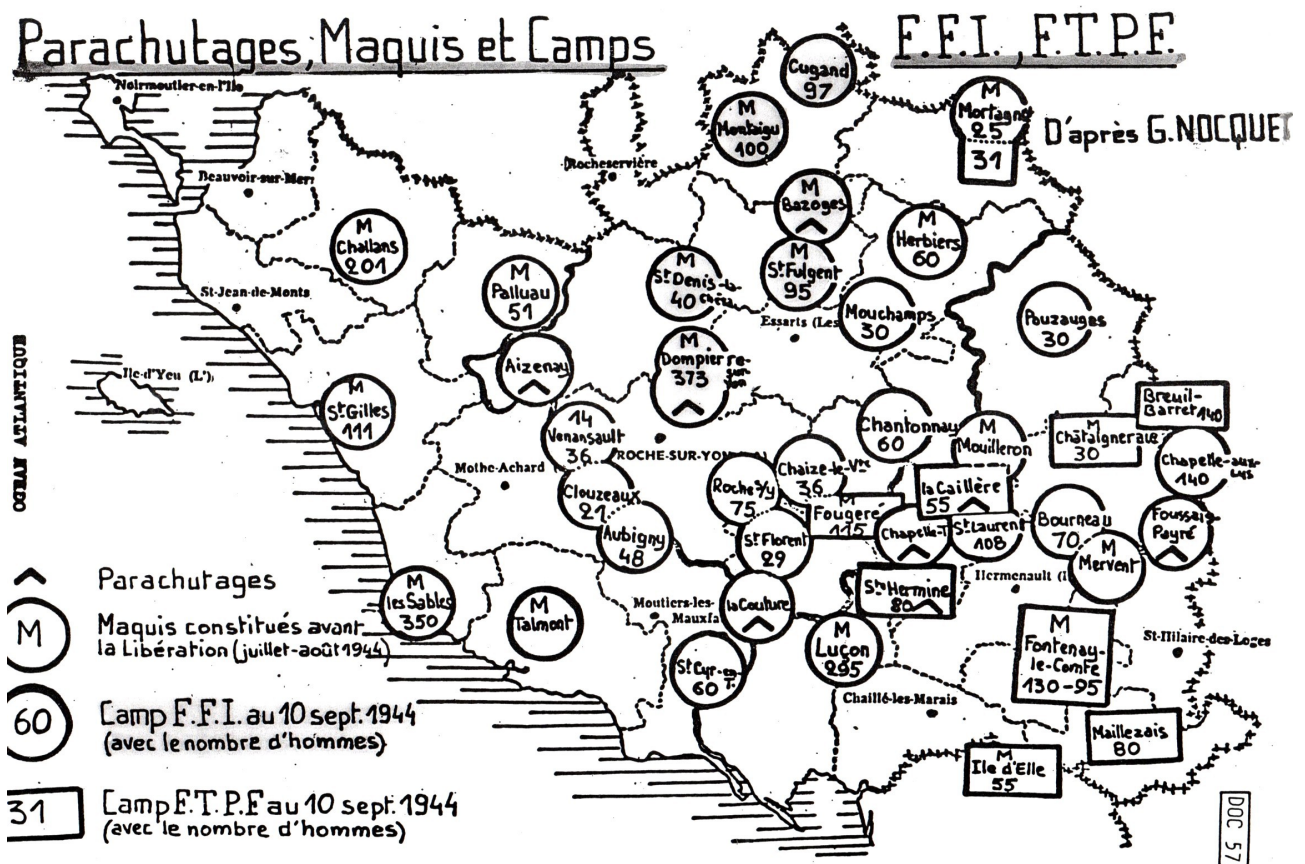 Parachutages, Maquis et Camps F.F.I., F.T.P.F.
D'après G.NOCQUET
Noirmoutier-en-l'Ile
Cugand
97
M
Montaigu
100
M
Mortagne
25
31
Rocheservière
Beauvoir-sur-Mer
M
Bazoges
M
Challans
201
M
Herbiers
60
M
St Denis-la-
40 Chev.
M
St Fulgent
95
M
Palluau
51
St-Jean-de-Monts
Mouchamps
30
Essarts (Les
Pouzauges
30
OCEAN ATLANTIQUE
Ile-d'Yeu (L')
Aizenay
M
Dompierre-
sur-
Yon
373
M
St Gilles
111
14
Venansault
36
ROCHE-SUR-YON
Chantonnay
60
M
Mouilleron
Breuil-
Barret 140
M
Châtaigneraie
30
Chapelle-aux-
Lys
140
Mothe-Achard
Clouzeaux
21
Roche s/y
75
Chaize-le-Vte
36
M
Fougeré
115
la Caillère
55
Aubigny
48
St Florent
29
Chapelle-T
St Laurent
108
Bourneau
70
Foussais
Payré
M
Mervent
Parachutages
M
les Sables
350
M
Talmont
Moutiers-les-
Mauxfa
la Couture
Ste Hermine
80
Hermenault (
M
Maquis constitués avant
la Libération (juillet-août 1944)
St Cyr-en-
T.
60
M
Luçon
295
M
Fontenay-
le-Comte
130-95
St-Hilaire-des-Loges
Chaillé-les-Marais
60
Camp F.F.I. au 10 sept. 1944
(avec le nombre d'hommes)
Maillezais
80
M
Ile d'Elle
55
31
Camp F.T.P.F au 10 sept. 1944
(avec le nombre d'hommes)
DOC 57